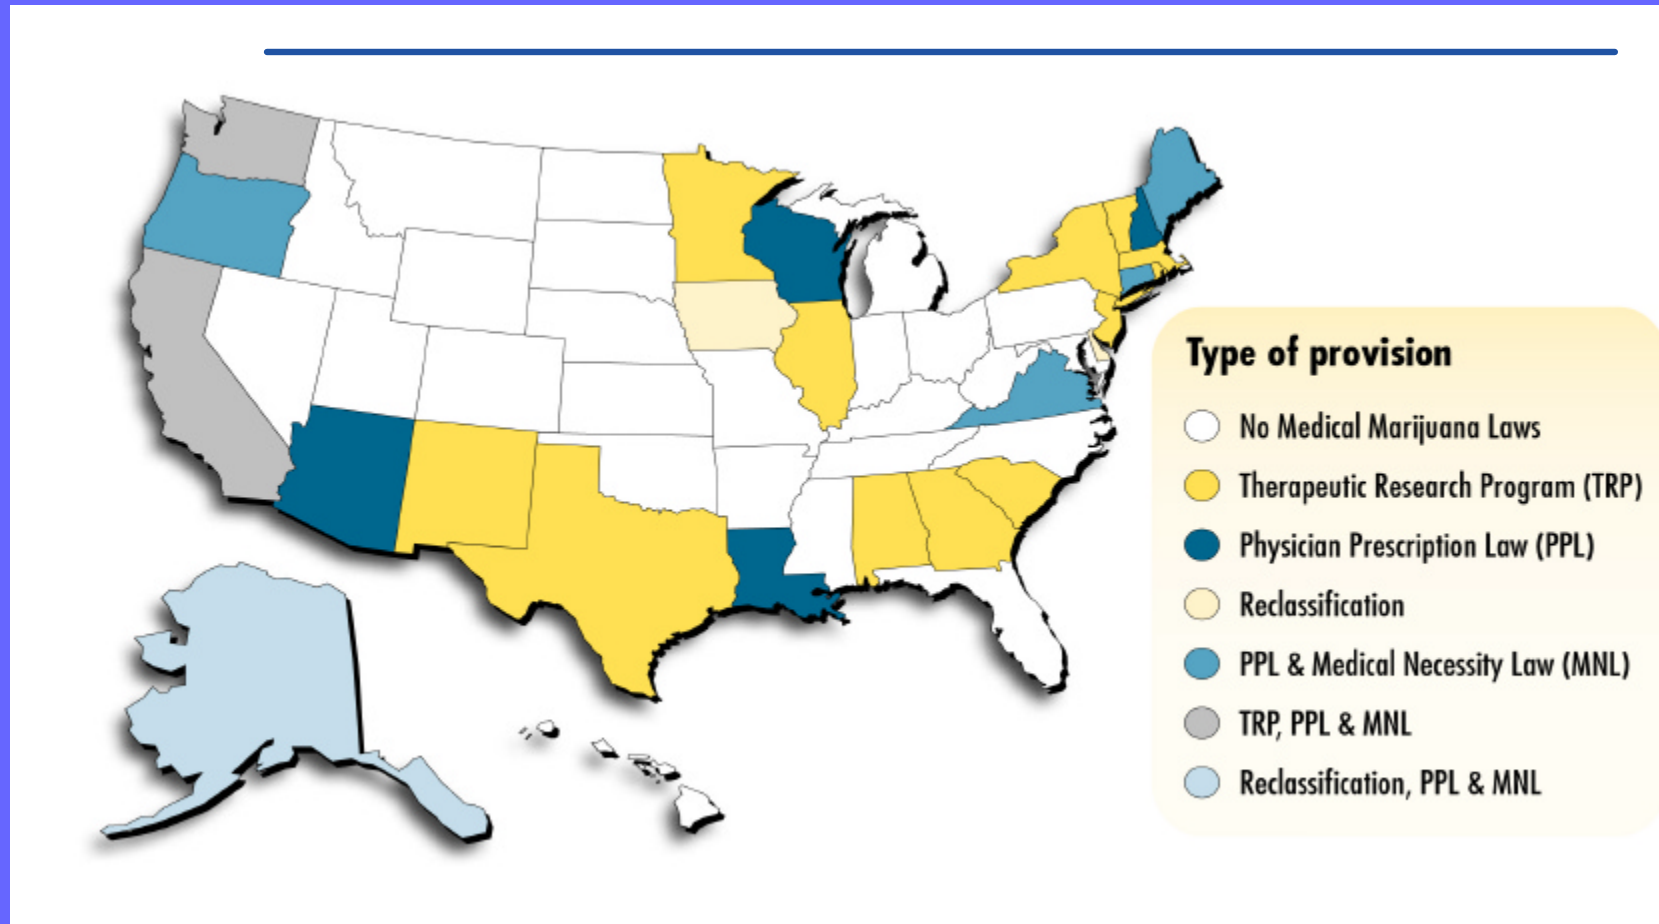 Type of provision
No Medical Marijuana Laws
Therapeutic Research Program (TRP)
Physician Prescription Law (PPL)
Reclassification
PPL & Medical Necessity Law (MNL)
TRP, PPL & MNL
Reclassification, PPL & MNL